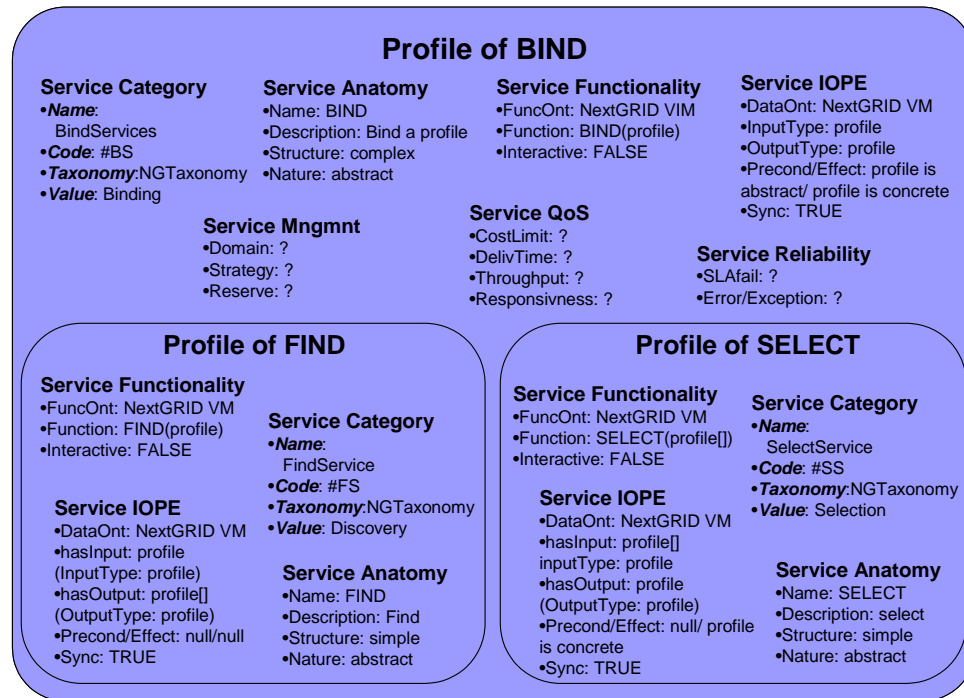 Profile of BIND
Service Category
•Name:
BindServices
•Code: #BS
•Taxonomy:NGTaxonomy
•Value: Binding
Service Anatomy
•Name: BIND
•Description: Bind a profile
•Structure: complex
•Nature: abstract
Service Functionality
•FuncOnt: NextGRID VIM
•Function: BIND(profile)
•Interactive: FALSE
Service IOPE
•DataOnt: NextGRID VM
•InputType: profile
•OutputType: profile
•Precond/Effect: profile is
abstract/ profile is concrete
•Sync: TRUE
Service Mngmnt
•Domain: ?
•Strategy: ?
•Reserve: ?
Service QoS
•CostLimit: ?
•DelivTime: ?
•Throughput: ?
•Responsivness: ?
Service Reliability
•SLAfail: ?
•Error/Exception: ?
Profile of FIND
Service Functionality
•FuncOnt: NextGRID VM
•Function: FIND(profile)
•Interactive: FALSE
Service Category
•Name:
FindService
•Code: #FS
•Taxonomy:NGTaxonomy
•Value: Discovery
Service IOPE
•DataOnt: NextGRID VM
•hasInput: profile
(InputType: profile)
•hasOutput: profile[]
(OutputType: profile)
•Precond/Effect: null/null
•Sync: TRUE
Service Anatomy
•Name: FIND
•Description: Find
•Structure: simple
•Nature: abstract
Profile of SELECT
Service Functionality
•FuncOnt: NextGRID VM
•Function: SELECT(profile[])
•Interactive: FALSE
Service Category
•Name:
SelectService
•Code: #SS
•Taxonomy:NGTaxonomy
•Value: Selection
Service IOPE
•DataOnt: NextGRID VM
•hasInput: profile[]
inputType: profile
•hasOutput: profile
(OutputType: profile)
•Precond/Effect: null/ profile
is concrete
•Sync: TRUE
Service Anatomy
•Name: SELECT
•Description: select
•Structure: simple
•Nature: abstract